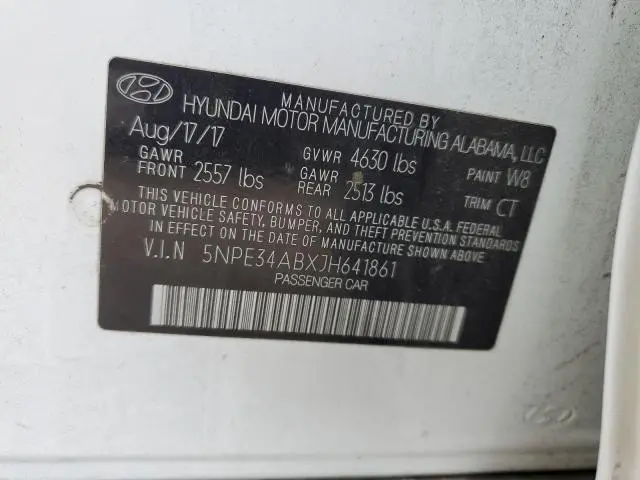 MANUFACTURED BY
HYUNDAI MOTOR MANUFACTURING ALABAMA, LLC
Aug/17/17
GVWR 4630 lbs
PAINT W8
GAWR FRONT 2557 lbs
GAWR REAR 2513 lbs
TRIM CT
THIS VEHICLE CONFORMS TO ALL APPLICABLE U.S.A. FEDERAL
MOTOR VEHICLE SAFETY, BUMPER, AND THEFT PREVENTION STANDARDS
IN EFFECT ON THE DATE OF MANUFACTURE SHOWN ABOVE.
V.I.N 5NPE34ABXJH641861
PASSENGER CAR